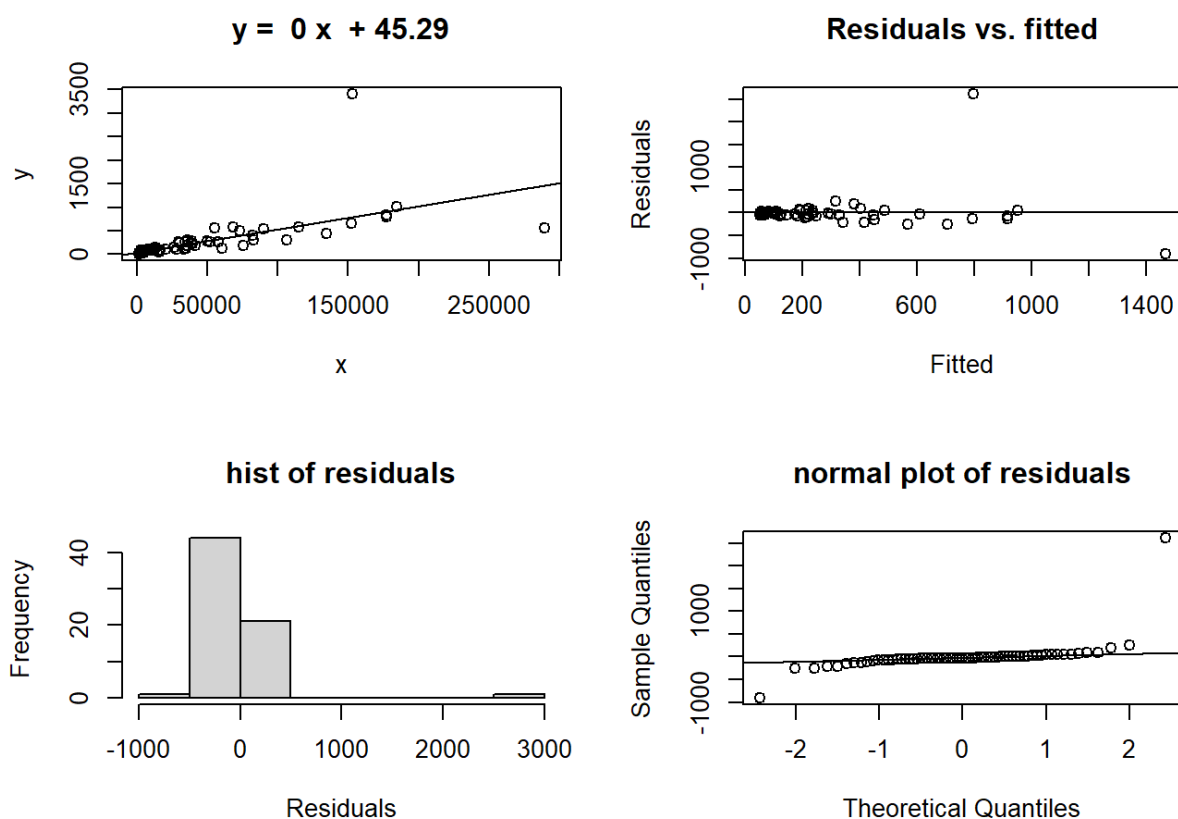 y =  0 x  + 45.29
y
0 1500 3500
0 50000 150000 250000
x
Residuals vs. fitted
Residuals
-1000 1000
0 200 600 1000 1400
Fitted
hist of residuals
Frequency
0 20 40
-1000 0 1000 2000 3000
Residuals
normal plot of residuals
Sample Quantiles
-1000 1000
-2 -1 0 1 2
Theoretical Quantiles